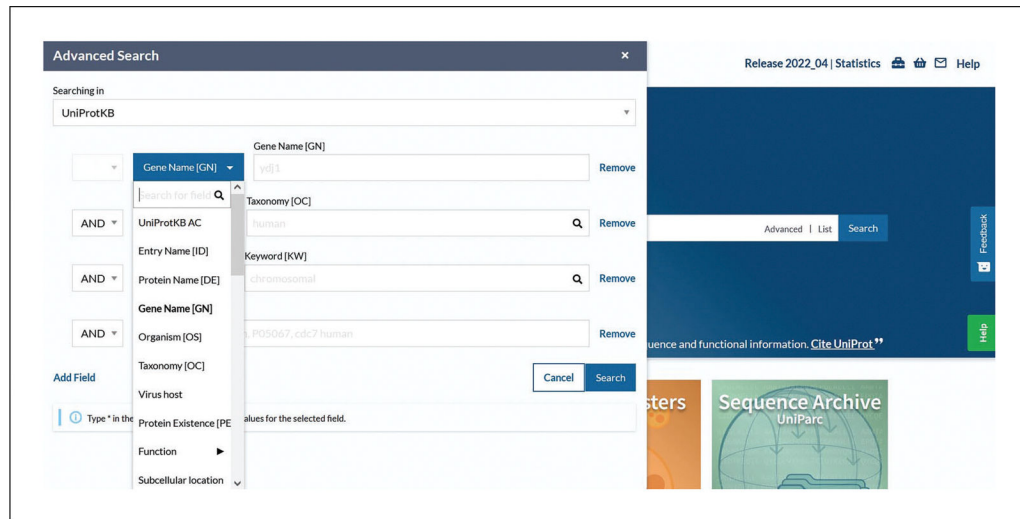 Advanced Search ×
Release 2022_04 | Statistics Help
Searching in
UniProtKB
Gene Name [GN]
Gene Name [GN] ydj1 Remove
Search for field
Taxonomy [OC]
AND UniProtKB AC human Remove
Advanced | List Search
Feedback
Entry Name [ID]
Keyword [KW]
AND Protein Name [DE] chromosomal Remove
Gene Name [GN]
AND Organism [OS] P05067, cdc7 human Remove
uence and functional information. Cite UniProt ”
Help
Taxonomy [OC]
Add Field Cancel Search
Virus host
sters Sequence Archive
UniParc
Type * in the alues for the selected field.
Protein Existence [PE
Function
Subcellular location